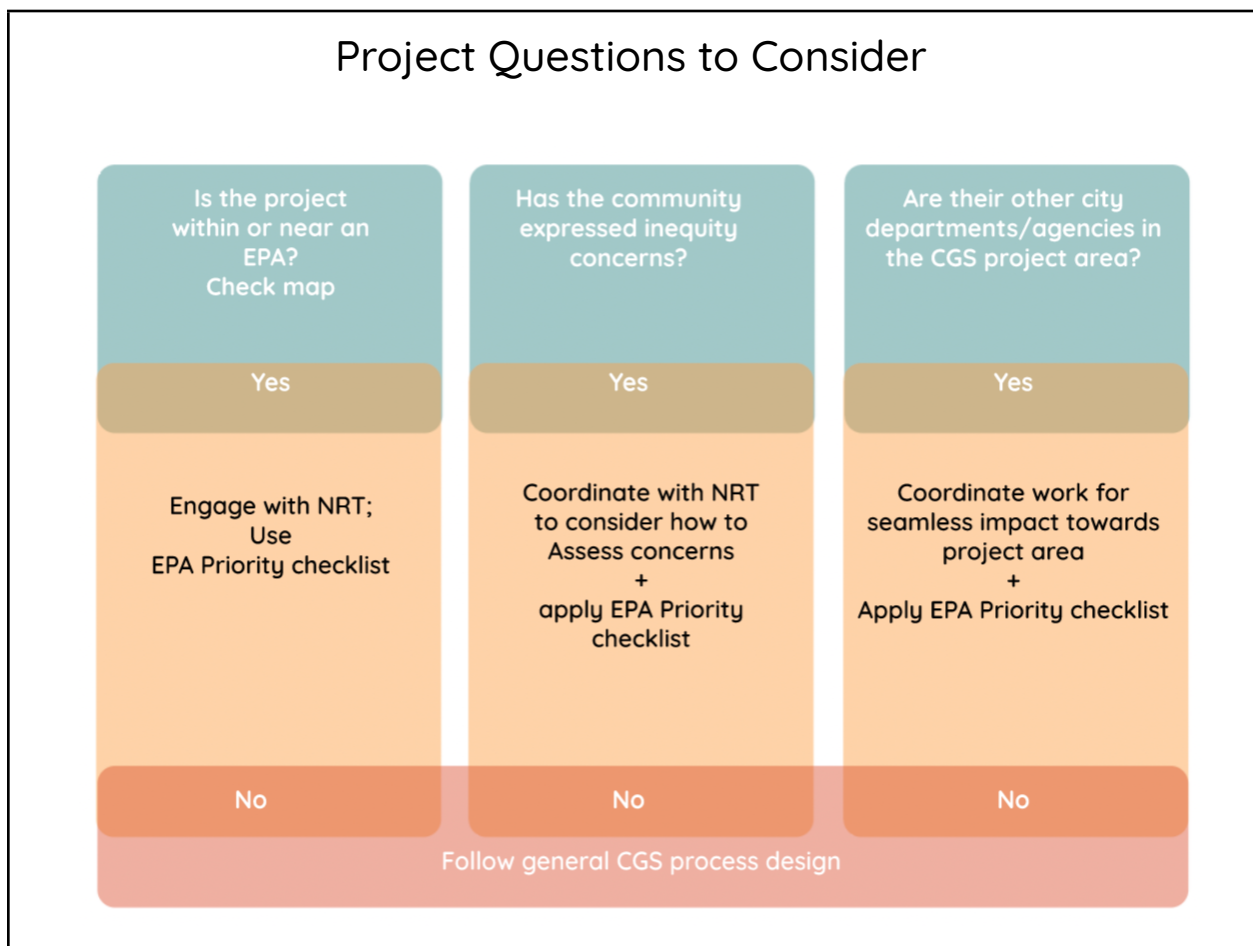 Project Questions to Consider
Is the project
within or near an
EPA?
Check map
Yes
Engage with NRT;
Use
EPA Priority checklist
No
Has the community
expressed inequity
concerns?
Yes
Coordinate with NRT
to consider how to
Assess concerns
+
apply EPA Priority
checklist
No
Are their other city
departments/agencies in
the CGS project area?
Yes
Coordinate work for
seamless impact towards
project area
+
Apply EPA Priority checklist
No
Follow general CGS process design